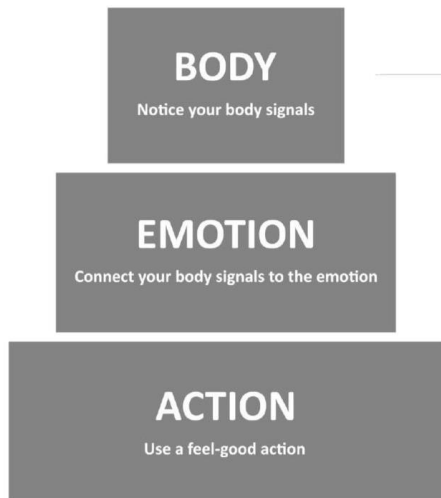 BODY
Notice your body signals
EMOTION
Connect your body signals to the emotion
ACTION
Use a feel-good action